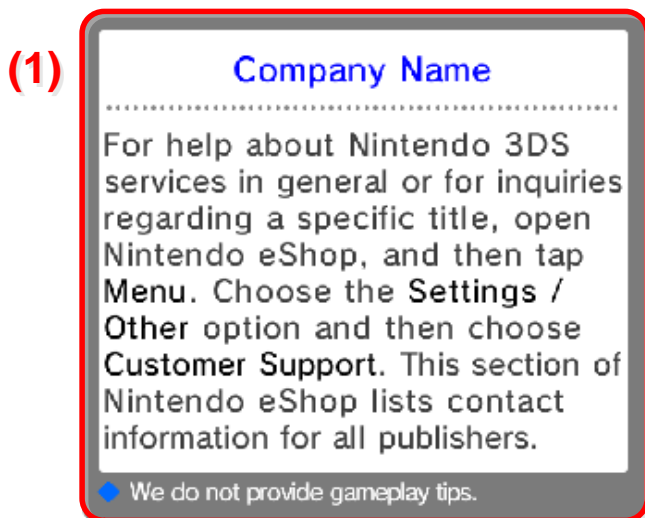 (1)
Company Name
For help about Nintendo 3DS
services in general or for inquiries
regarding a specific title, open
Nintendo eShop, and then tap
Menu. Choose the Settings /
Other option and then choose
Customer Support. This section of
Nintendo eShop lists contact
information for all publishers.
We do not provide gameplay tips.